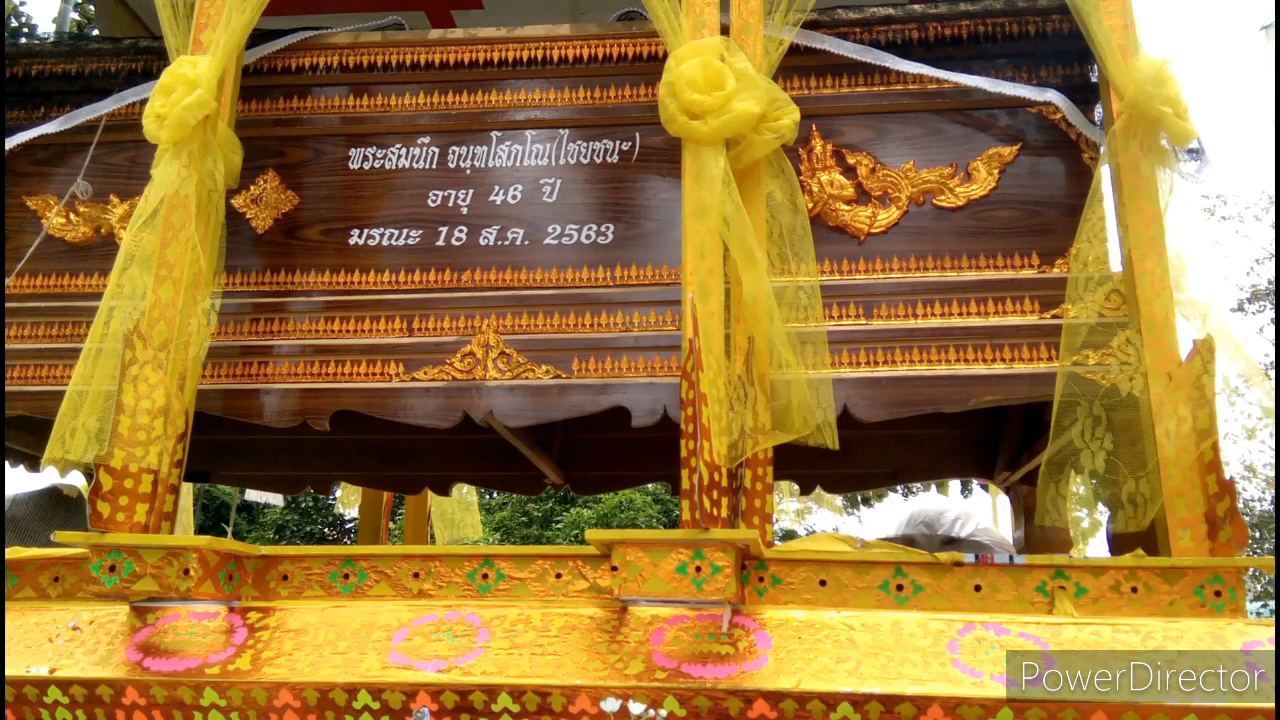 พระสมนึก จนฺทโสภโณ(ไชยชนะ)
อายุ 46 ปี
มรณะ 18 ส.ค. 2563
PowerDirector